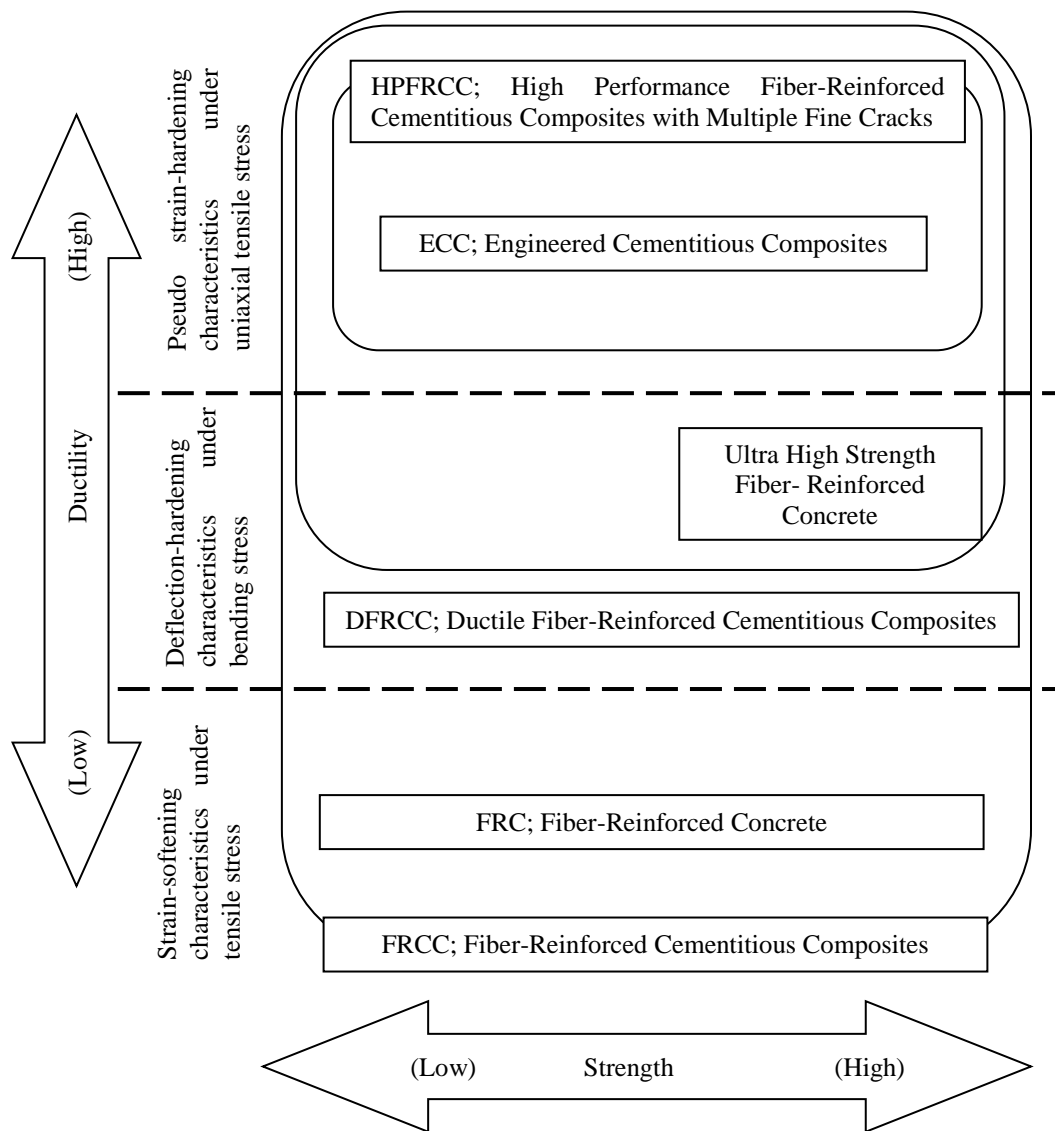 HPFRCC; High Performance Fiber-Reinforced
Cementitious Composites with Multiple Fine Cracks
ECC; Engineered Cementitious Composites
Ultra High Strength
Fiber- Reinforced
Concrete
DFRCC; Ductile Fiber-Reinforced Cementitious Composites
FRC; Fiber-Reinforced Concrete
FRCC; Fiber-Reinforced Cementitious Composites
(High)
Ductility
(Low)
Pseudo strain-hardening
characteristics under
uniaxial tensile stress
Deflection-hardening
characteristics under
bending stress
Strain-softening
characteristics under
tensile stress
(Low) Strength (High)